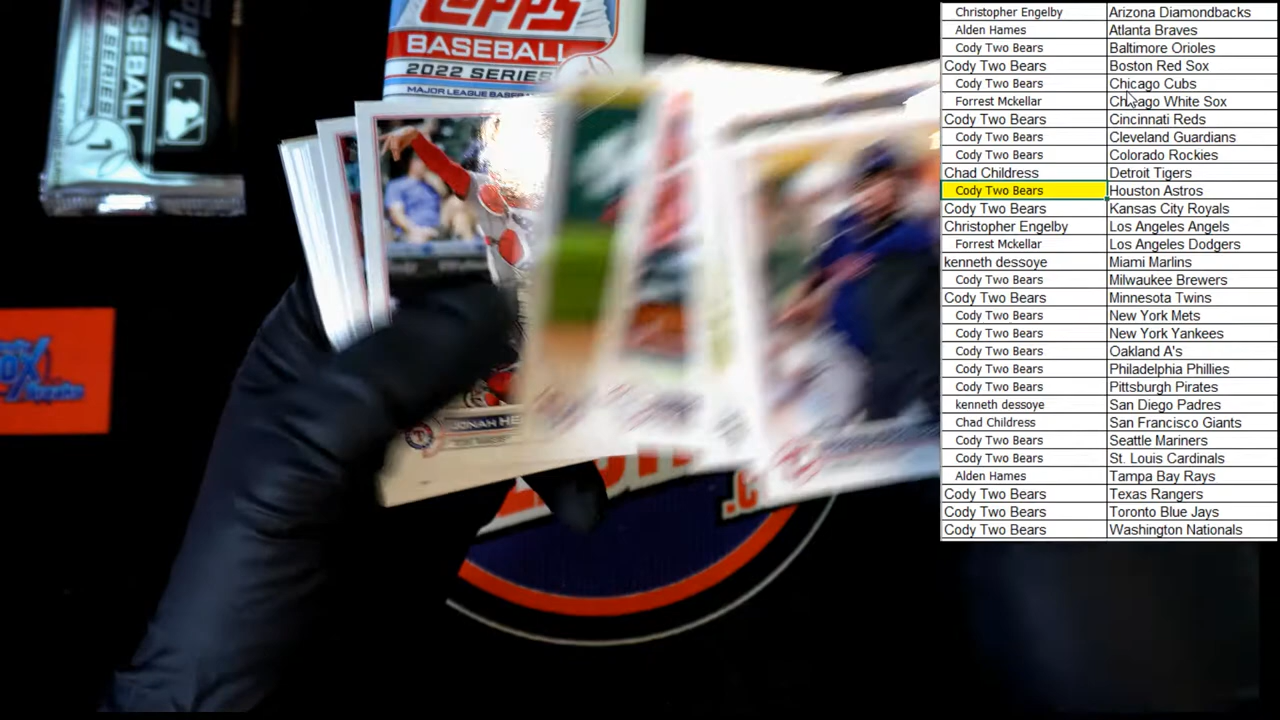 TOPPS
BASEBALL
2022 SERIES
MAJOR LEAGUE BASEB
SERIES
BASEBALL
1
JONAH HE
.C
Christopher Engelby Arizona Diamondbacks
Alden Hames Atlanta Braves
Cody Two Bears Baltimore Orioles
Cody Two Bears Boston Red Sox
Cody Two Bears Chicago Cubs
Forrest Mckellar Chicago White Sox
Cody Two Bears Cincinnati Reds
Cody Two Bears Cleveland Guardians
Cody Two Bears Colorado Rockies
Chad Childress Detroit Tigers
Cody Two Bears Houston Astros
Cody Two Bears Kansas City Royals
Christopher Engelby Los Angeles Angels
Forrest Mckellar Los Angeles Dodgers
kenneth dessoye Miami Marlins
Cody Two Bears Milwaukee Brewers
Cody Two Bears Minnesota Twins
Cody Two Bears New York Mets
Cody Two Bears New York Yankees
Cody Two Bears Oakland A's
Cody Two Bears Philadelphia Phillies
Cody Two Bears Pittsburgh Pirates
kenneth dessoye San Diego Padres
Chad Childress San Francisco Giants
Cody Two Bears Seattle Mariners
Cody Two Bears St. Louis Cardinals
Alden Hames Tampa Bay Rays
Cody Two Bears Texas Rangers
Cody Two Bears Toronto Blue Jays
Cody Two Bears Washington Nationals